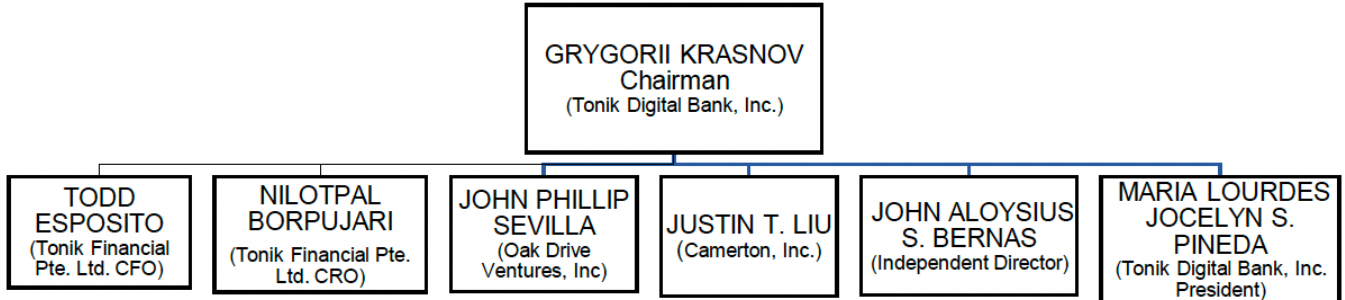 GRYGORII KRASNOV
Chairman
(Tonik Digital Bank, Inc.)
TODD
ESPOSITO
(Tonik Financial
Pte. Ltd. CFO)
NILOTPAL
BORPUJARI
(Tonik Financial Pte.
Ltd. CRO)
JOHN PHILLIP
SEVILLA
(Oak Drive
Ventures, Inc)
JUSTIN T. LIU
(Camerton, Inc.)
JOHN ALOYSIUS
S. BERNAS
(Independent Director)
MARIA LOURDES
JOCELYN S.
PINEDA
(Tonik Digital Bank, Inc.
President)